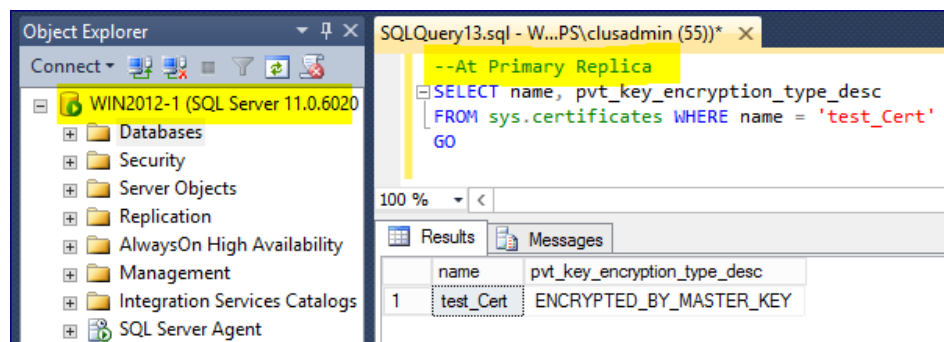 Object Explorer
Connect
WIN2012-1 (SQL Server 11.0.6020
Databases
Security
Server Objects
Replication
AlwaysOn High Availability
Management
Integration Services Catalogs
SQL Server Agent
SQLQuery13.sql - W...PS\clusadmin (55))*
--At Primary Replica
SELECT name, pvt_key_encryption_type_desc
FROM sys.certificates WHERE name = 'test_Cert'
GO
100 %
Results Messages
name pvt_key_encryption_type_desc
1 test_Cert ENCRYPTED_BY_MASTER_KEY